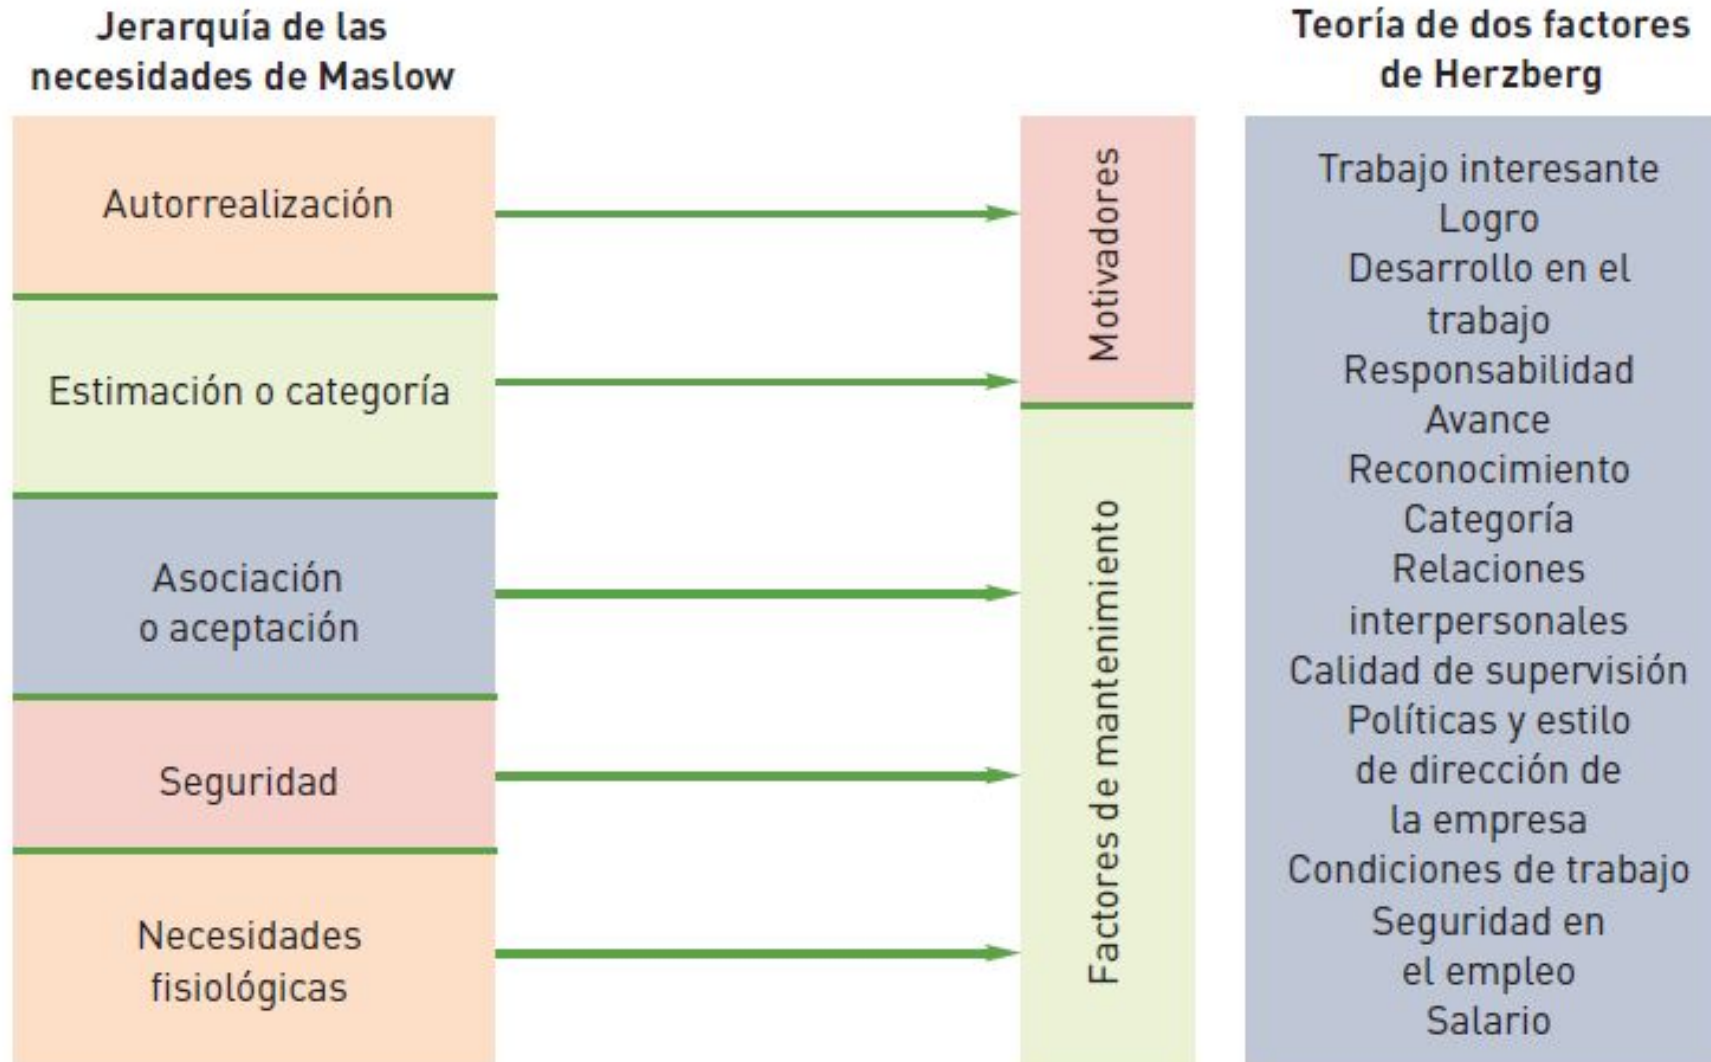 Jerarquía de las
necesidades de Maslow
Autorrealización
Estimación o categoría
Asociación
o aceptación
Seguridad
Necesidades
fisiológicas
Motivadores
Factores de mantenimiento
Teoría de dos factores
de Herzberg
Trabajo interesante
Logro
Desarrollo en el
trabajo
Responsabilidad
Avance
Reconocimiento
Categoría
Relaciones
interpersonales
Calidad de supervisión
Políticas y estilo
de dirección de
la empresa
Condiciones de trabajo
Seguridad en
el empleo
Salario